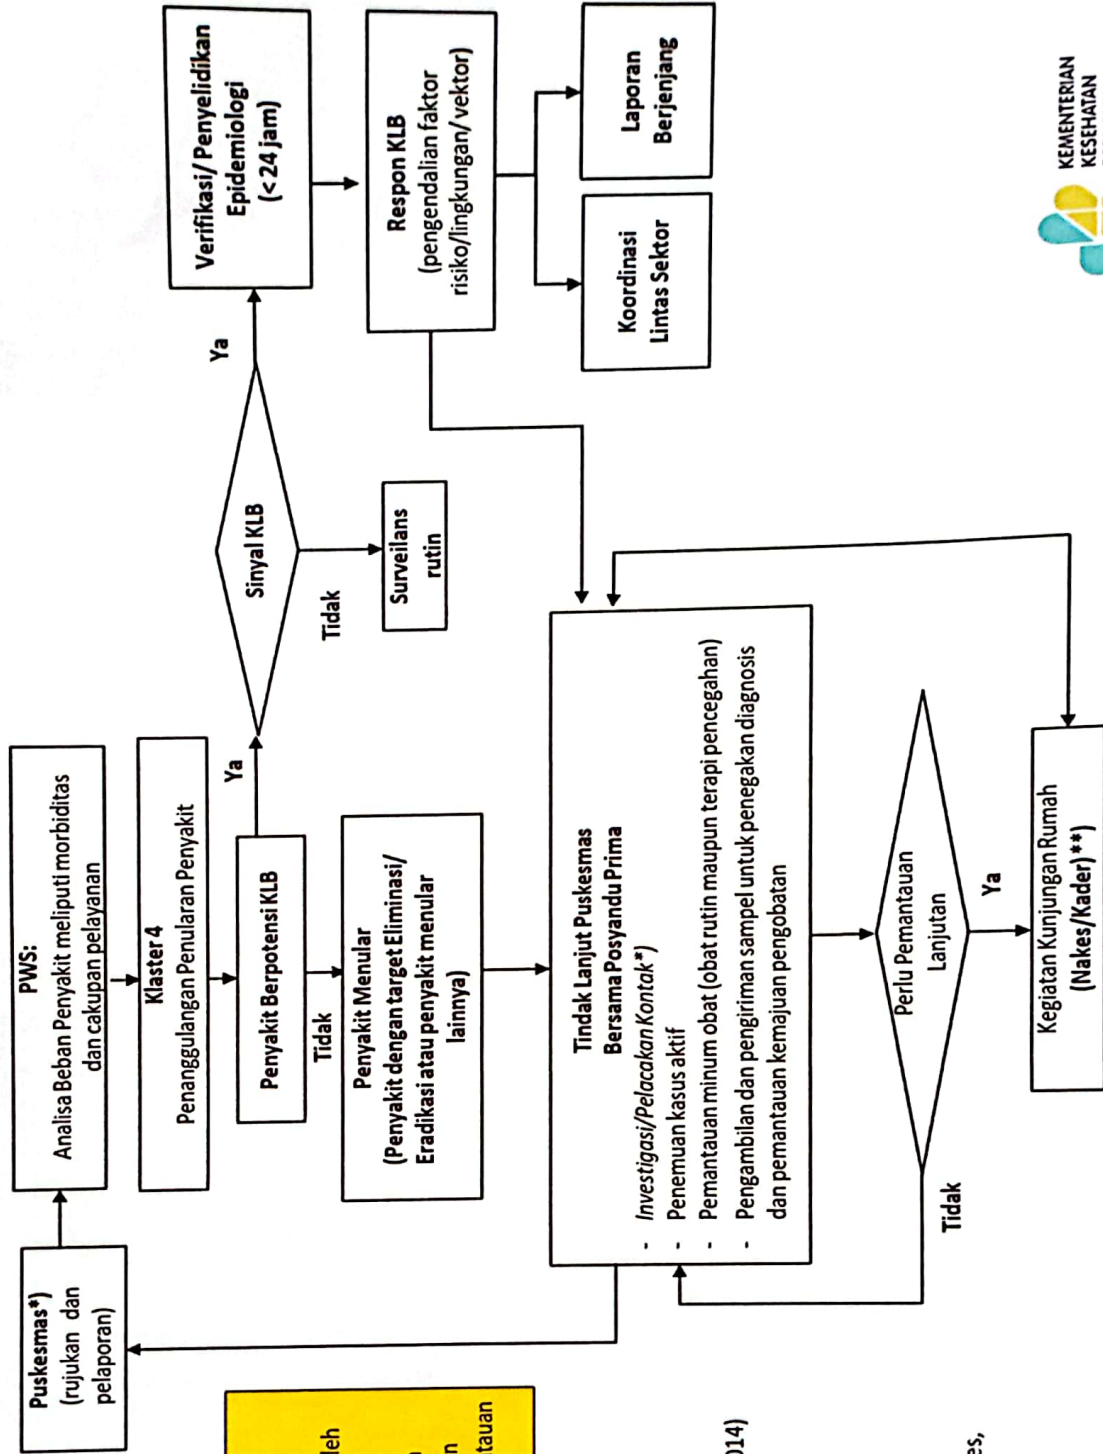 Puskesmas*)
(rujukan dan
pelaporan)
PWS:
Analisa Beban Penyakit meliputi morbiditas
dan cakupan pelayanan
Klaster 4
Penanggulangan Penularan Penyakit
Penyakit Berpotensi KLB
Ya
Tidak
Sinyal KLB
Ya
Tidak
Surveilans
rutin
Verifikasi/ Penyelidikan
Epidemiologi
(< 24 jam)
Respon KLB
(pengendalian faktor
risiko/lingkungan/ vektor)
Koordinasi
Lintas Sektor
Laporan
Berjenjang
Penyakit Menular
(Penyakit dengan target Eliminasi/
Eradikasi atau penyakit menular
lainnya)
Tindak Lanjut Puskesmas
Bersama Posyandu Prima
- Investigasi/Pelacakan Kontak*)
- Penemuan kasus aktif
- Pemantauan minum obat (obat rutin maupun terapi pencegahan)
- Pengambilan dan pengiriman sampel untuk penegakan diagnosis
dan pemantauan kemajuan pengobatan
Perlu Pemantauan
Lanjutan
Tidak
Ya
Kegiatan Kunjungan Rumah
(Nakes/Kader)**)
KEMENTERIAN
KESEHATAN